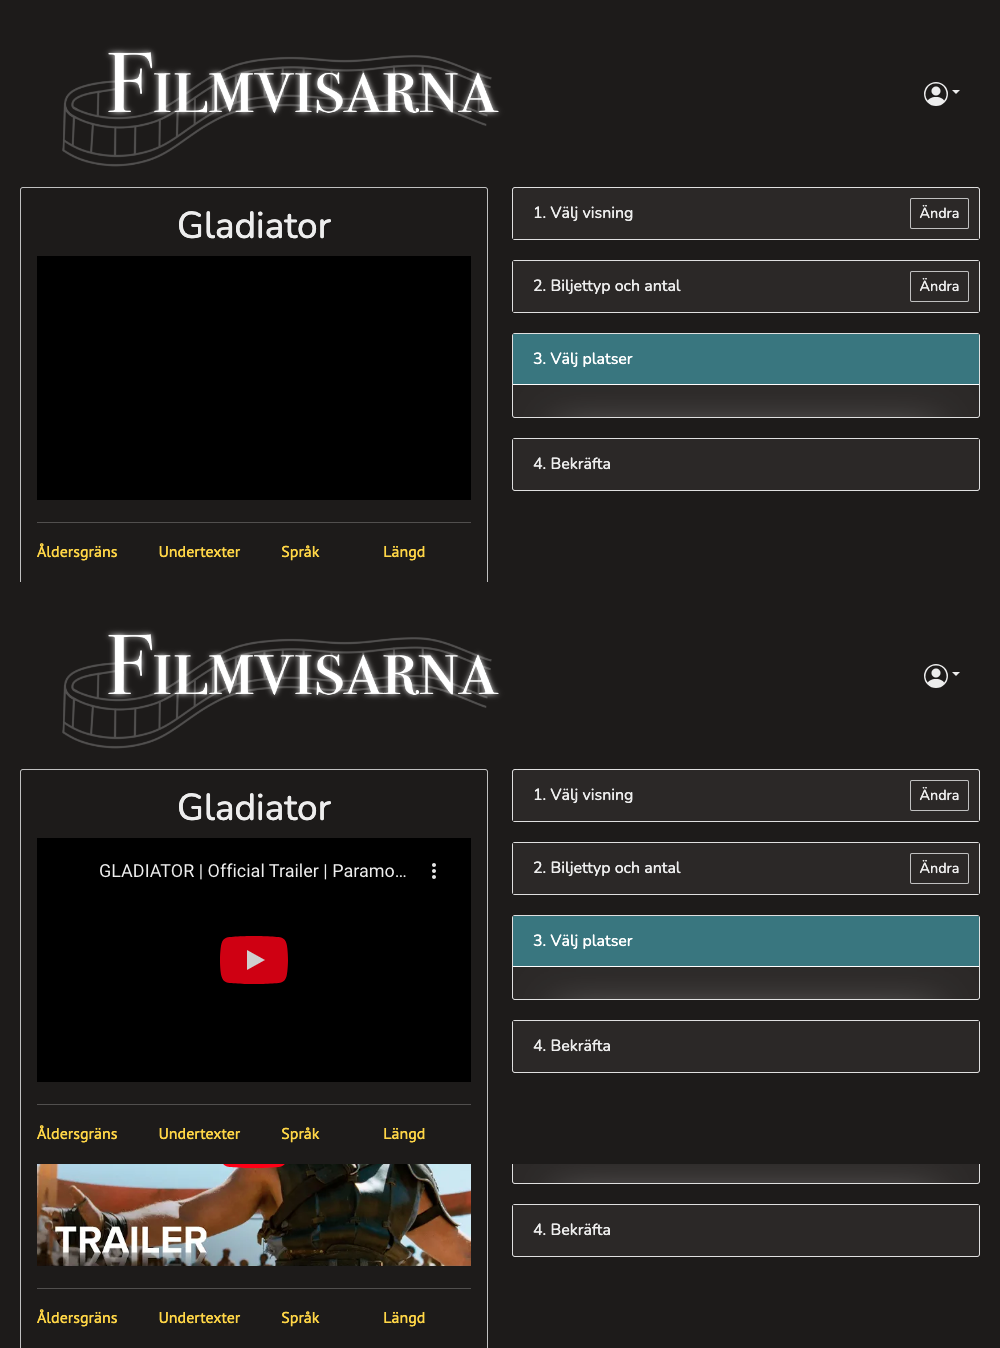 FILMVISARNA
Gladiator
1. Välj visning
Ändra
2. Biljettyp och antal
Ändra
3. Välj platser
4. Bekräfta
Åldersgräns Undertexter Språk Längd
FILMVISARNA
Gladiator
GLADIATOR | Official Trailer | Paramo...
1. Välj visning
Ändra
2. Biljettyp och antal
Ändra
3. Välj platser
4. Bekräfta
Åldersgräns Undertexter Språk Längd
TRAILER
4. Bekräfta
Åldersgräns Undertexter Språk Längd